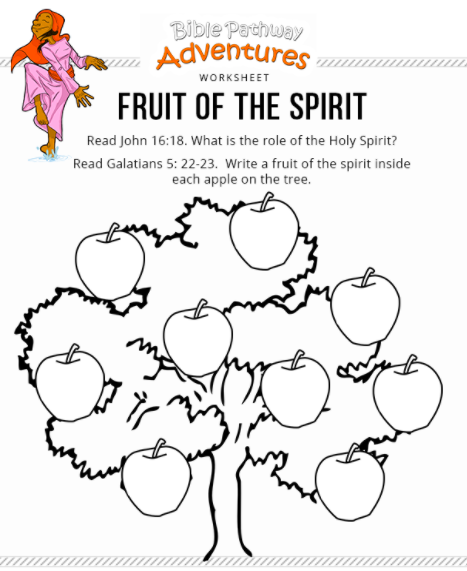 Bible Pathway
Adventures
WORKSHEET
FRUIT OF THE SPIRIT
Read John 16:18. What is the role of the Holy Spirit?
Read Galatians 5: 22-23. Write a fruit of the spirit inside
each apple on the tree.